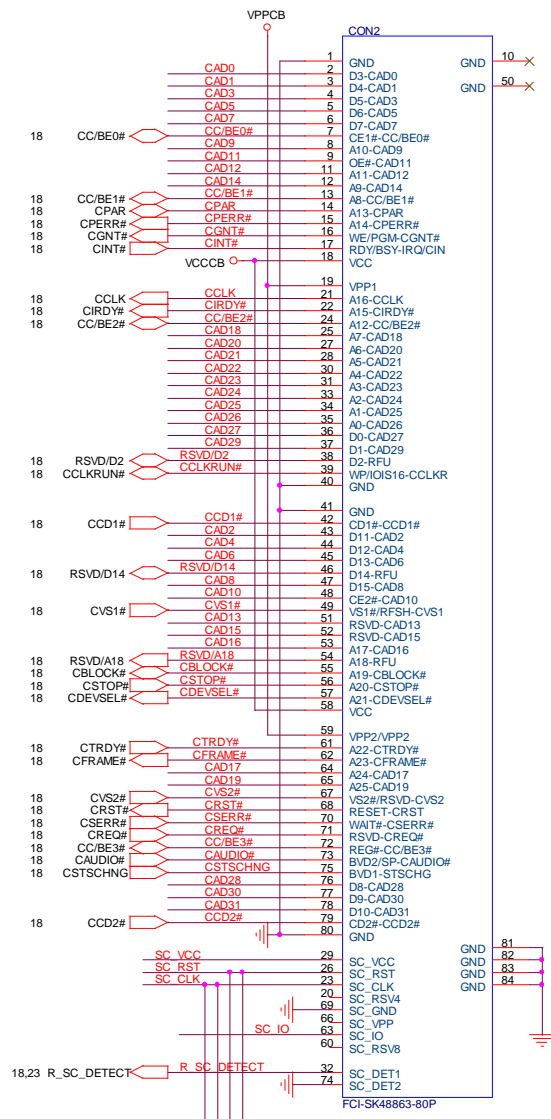 VPPCB
CON2
1 GND GND 10
CAD0 2 D3-CAD0
CAD1 3 D4-CAD1 GND 50
CAD3 4 D5-CAD3
CAD5 5 D6-CAD5
CAD7 6 D7-CAD7
18 CC/BE0# CC/BE0# 7 CE1#-CC/BE0#
CAD9 8 A10-CAD9
CAD11 9 OE#-CAD11
CAD12 11 A11-CAD12
CAD14 12 A9-CAD14
18 CC/BE1# CC/BE1# 13 A8-CC/BE1#
18 CPAR CPAR 14 A13-CPAR
18 CPERR# CPERR# 15 A14-CPERR#
18 CGNT# CGNT# 16 WE/PGM-CGNT#
18 CINT# CINT# 17 RDY/BSY-IRQ/CIN
VCCCB 18 VCC
19 VPP1
18 CCLK CCLK 21 A16-CCLK
18 CIRDY# CIRDY# 22 A15-CIRDY#
18 CC/BE2# CC/BE2# 24 A12-CC/BE2#
CAD18 25 A7-CAD18
CAD20 27 A6-CAD20
CAD21 28 A5-CAD21
CAD22 30 A4-CAD22
CAD23 31 A3-CAD23
CAD24 33 A2-CAD24
CAD25 34 A1-CAD25
CAD26 35 A0-CAD26
CAD27 36 D0-CAD27
CAD29 37 D1-CAD29
18 RSVD/D2 RSVD/D2 38 D2-RFU
18 CCLKRUN# CCLKRUN# 39 WP/IOIS16-CCLKR
40 GND
41 GND
18 CCD1# CCD1# 42 CD1#-CCD1#
CAD2 43 D11-CAD2
CAD4 44 D12-CAD4
CAD6 45 D13-CAD6
18 RSVD/D14 RSVD/D14 46 D14-RFU
CAD8 47 D15-CAD8
CAD10 48 CE2#-CAD10
18 CVS1# CVS1# 49 VS1#/RFSH-CVS1
CAD13 51 RSVD-CAD13
CAD15 52 RSVD-CAD15
CAD16 53 A17-CAD16
18 RSVD/A18 RSVD/A18 54 A18-RFU
18 CBLOCK# CBLOCK# 55 A19-CBLOCK#
18 CSTOP# CSTOP# 56 A20-CSTOP#
18 CDEVSEL# CDEVSEL# 57 A21-CDEVSEL#
58 VCC
59 VPP2/VPP2
18 CTRDY# CTRDY# 61 A22-CTRDY#
18 CFRAME# CFRAME# 62 A23-CFRAME#
CAD17 64 A24-CAD17
CAD19 65 A25-CAD19
18 CVS2# CVS2# 67 VS2#/RSVD-CVS2
18 CRST# CRST# 68 RESET-CRST
18 CSERR# CSERR# 70 WAIT#-CSERR#
18 CREQ# CREQ# 71 RSVD-CREQ#
18 CC/BE3# CC/BE3# 72 REG#-CC/BE3#
18 CAUDIO# CAUDIO# 73 BVD2/SP-CAUDIO#
18 CSTSCHNG CSTSCHNG 75 BVD1-STSCHG
CAD28 76 D8-CAD28
CAD30 77 D9-CAD30
CAD31 78 D10-CAD31
18 CCD2# CCD2# 79 CD2#-CCD2#
80 GND
GND 81
SC_VCC 29 SC_VCC GND 82
SC_RST 26 SC_RST GND 83
SC_CLK 23 SC_CLK GND 84
20 SC_RSV4
69 SC_GND
66 SC_VPP
SC_IO 63 SC_IO
60 SC_RSV8
18,23 R_SC_DETECT R_SC_DETECT 32 SC_DET1
74 SC_DET2
FCI-SK48863-80P